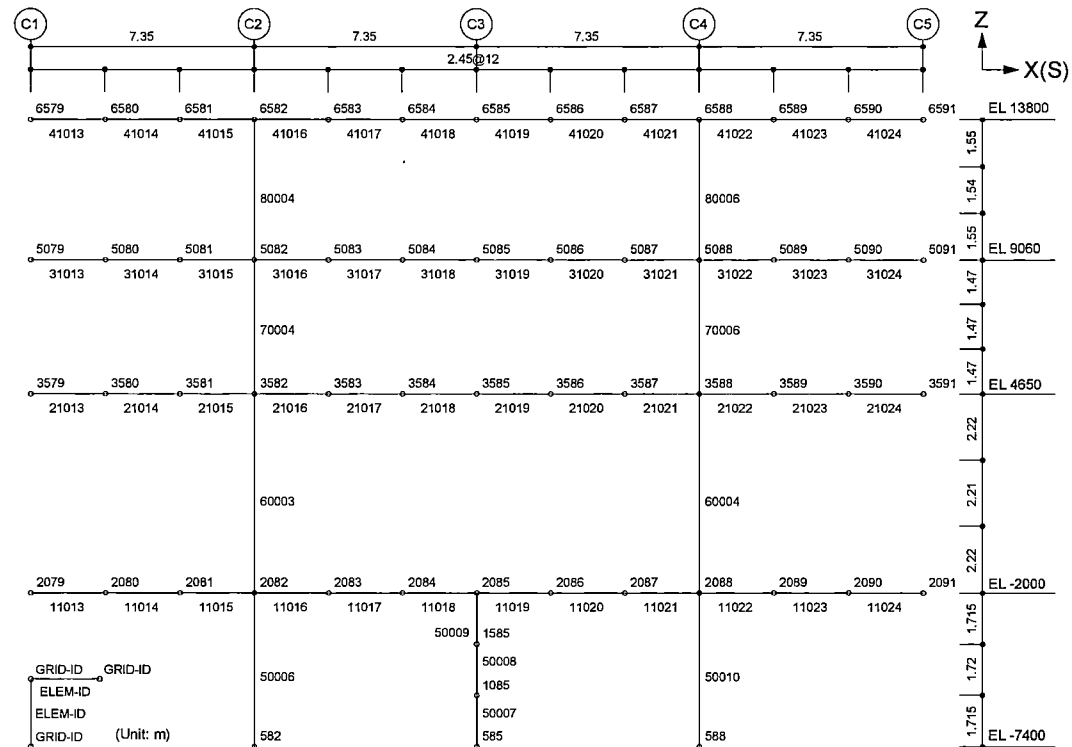 C1 C2 C3 C4 C5 Z
7.35 7.35 7.35 7.35
2.45@12
X(S)
6579 6580 6581 6582 6583 6584 6585 6586 6587 6588 6589 6590 6591 EL 13800
41013 41014 41015 41016 41017 41018 41019 41020 41021 41022 41023 41024
1.55
80004 80006 1.54
1.55
5079 5080 5081 5082 5083 5084 5085 5086 5087 5088 5089 5090 5091 EL 9060
31013 31014 31015 31016 31017 31018 31019 31020 31021 31022 31023 31024
1.47
70004 70006 1.47
1.47
3579 3580 3581 3582 3583 3584 3585 3586 3587 3588 3589 3590 3591 EL 4650
21013 21014 21015 21016 21017 21018 21019 21020 21021 21022 21023 21024
2.22
60003 60004 2.21
2.22
2079 2080 2081 2082 2083 2084 2085 2086 2087 2088 2089 2090 2091 EL -2000
11013 11014 11015 11016 11017 11018 11019 11020 11021 11022 11023 11024
1.715
50009 1585
GRID-ID GRID-ID 50006 50008 50010 1.72
ELEM-ID 1085
ELEM-ID 50007 1.715
GRID-ID (Unit: m) 582 585 588 EL -7400